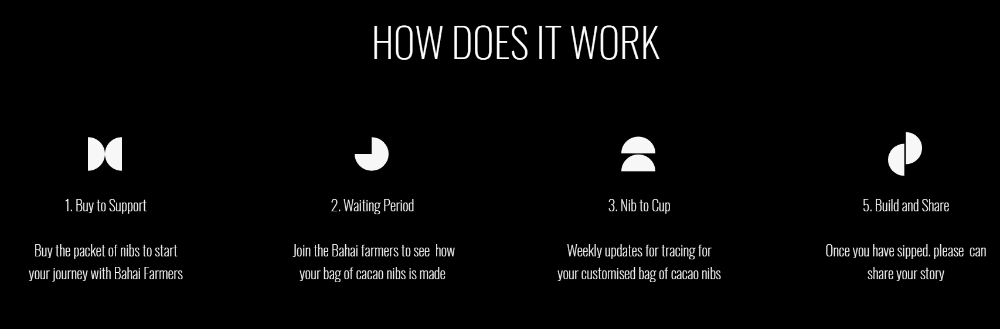 HOW DOES IT WORK
1. Buy to Support
Buy the packet of nibs to start
your journey with Bahai Farmers
2. Waiting Period
Join the Bahai farmers to see  how
your bag of cacao nibs is made
3. Nib to Cup
Weekly updates for tracing for
your customised bag of cacao nibs
5. Build and Share
Once you have sipped. please  can
share your story